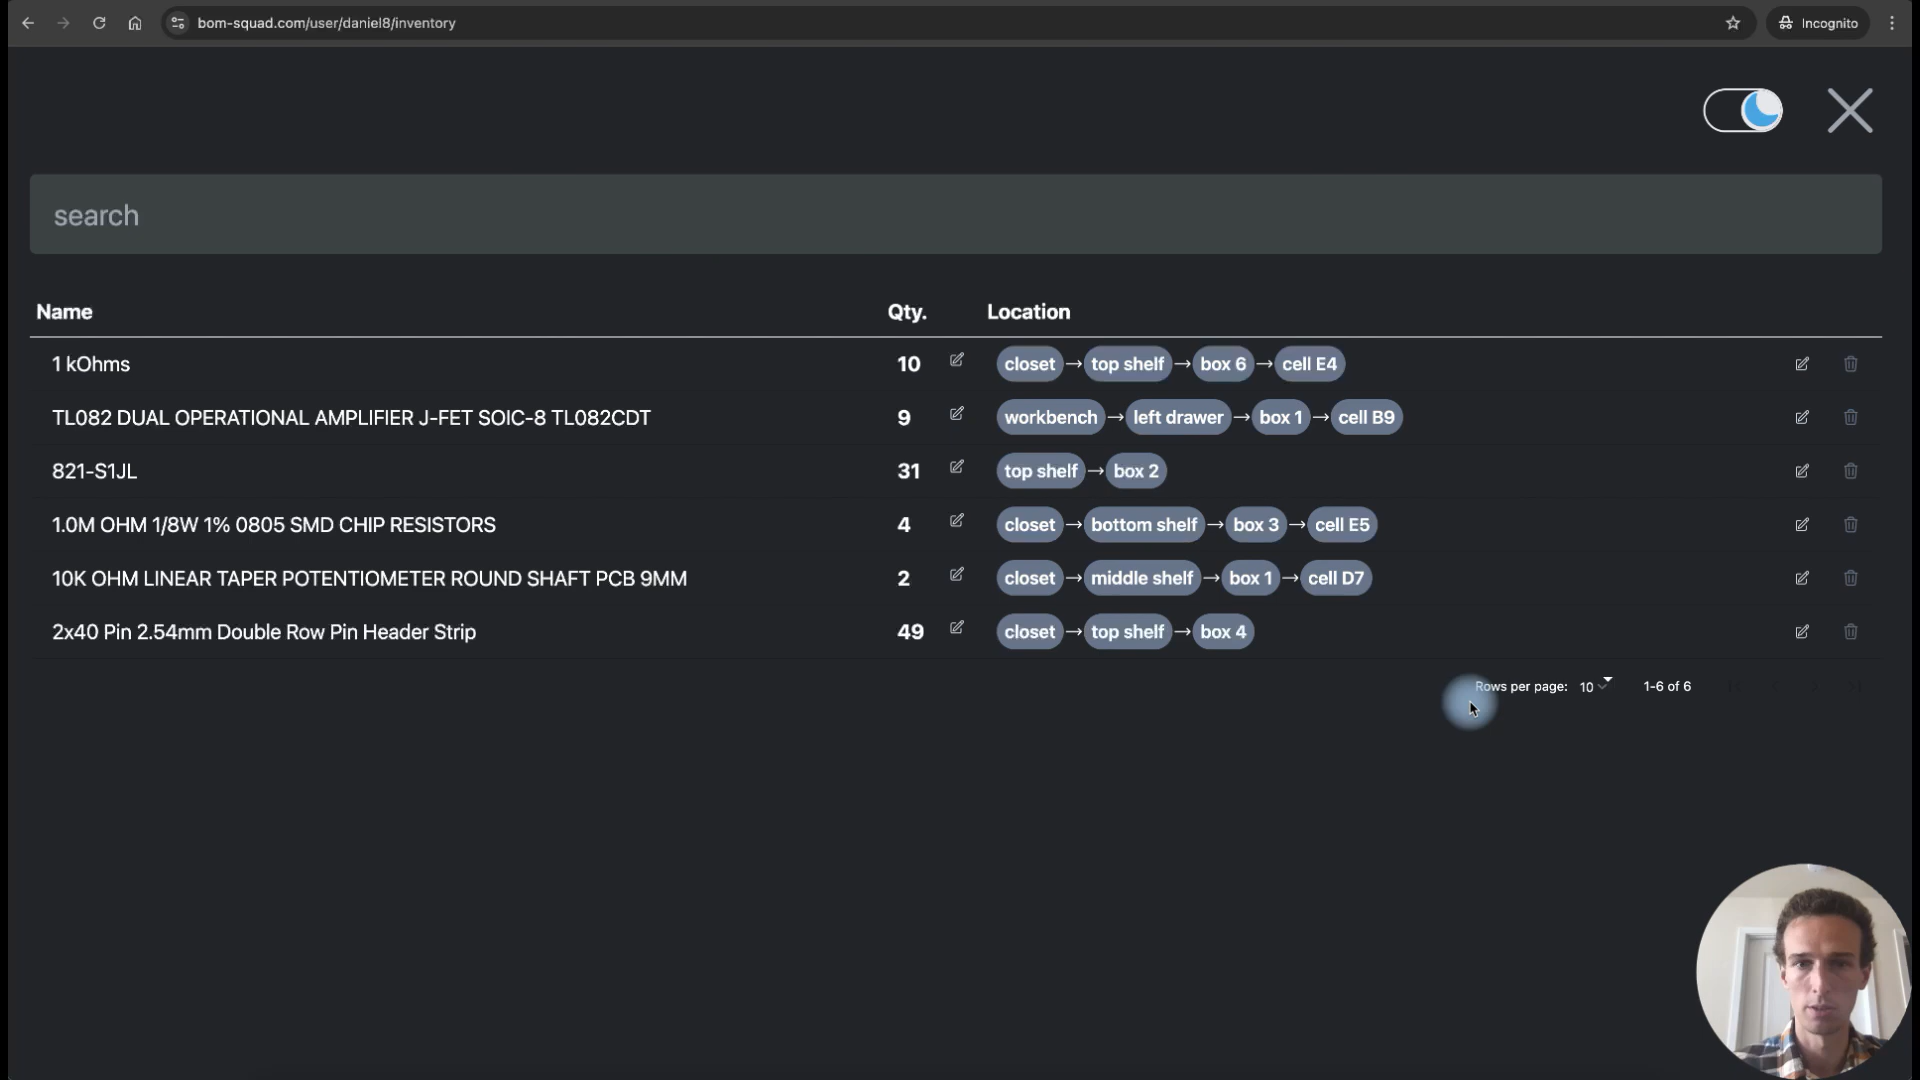 bom-squad.com/user/daniel8/inventory Incognito
search
Name Qty. Location
1 kOhms 10 closet → top shelf → box 6 → cell E4
TL082 DUAL OPERATIONAL AMPLIFIER J-FET SOIC-8 TL082CDT 9 workbench → left drawer → box 1 → cell B9
821-S1JL 31 top shelf → box 2
1.0M OHM 1/8W 1% 0805 SMD CHIP RESISTORS 4 closet → bottom shelf → box 3 → cell E5
10K OHM LINEAR TAPER POTENTIOMETER ROUND SHAFT PCB 9MM 2 closet → middle shelf → box 1 → cell D7
2x40 Pin 2.54mm Double Row Pin Header Strip 49 closet → top shelf → box 4
Rows per page: 10 1-6 of 6